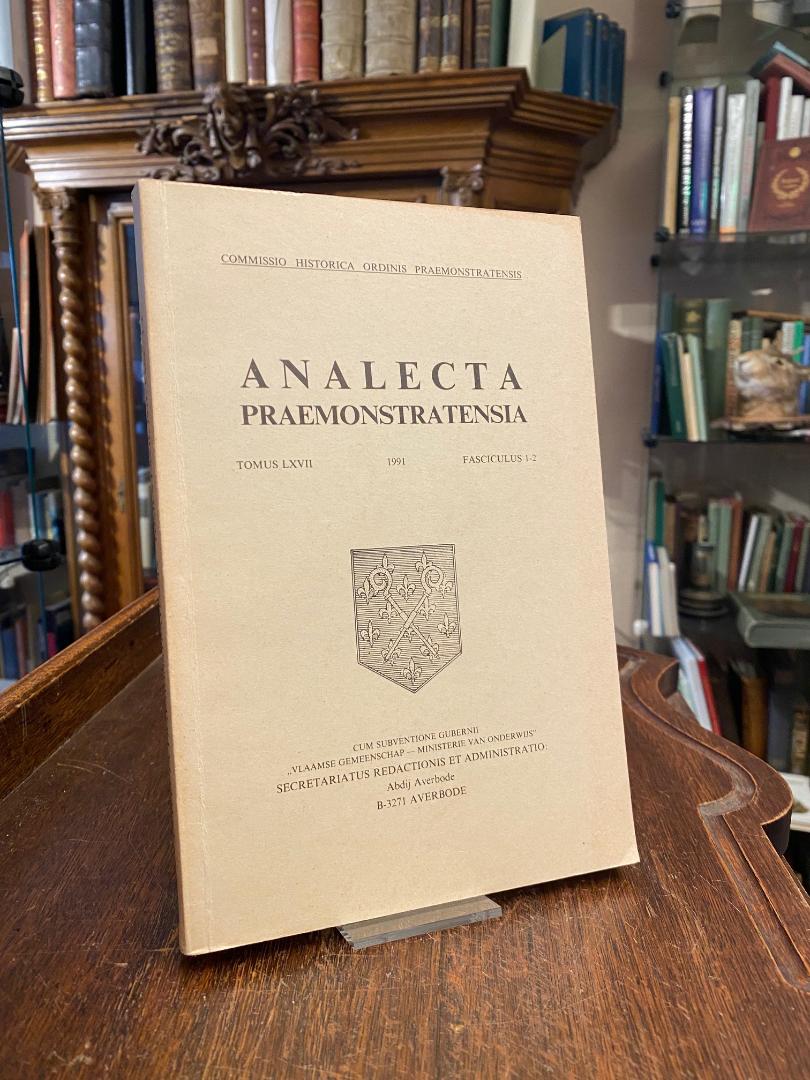 COMMISSIO HISTORICA ORDINIS PRAEMONSTRATENSIS
ANALECTA
PRAEMONSTRATENSIA
TOMUS LXVII 1991 FASCICULUS 1-2
CUM SUBVENTIONE GUBERNII
„VLAAMSE GEMEENSCHAP — MINISTERIE VAN ONDERWIJS”
SECRETARIATUS REDACTIONIS ET ADMINISTRATIO:
Abdij Averbode
B-3271 AVERBODE